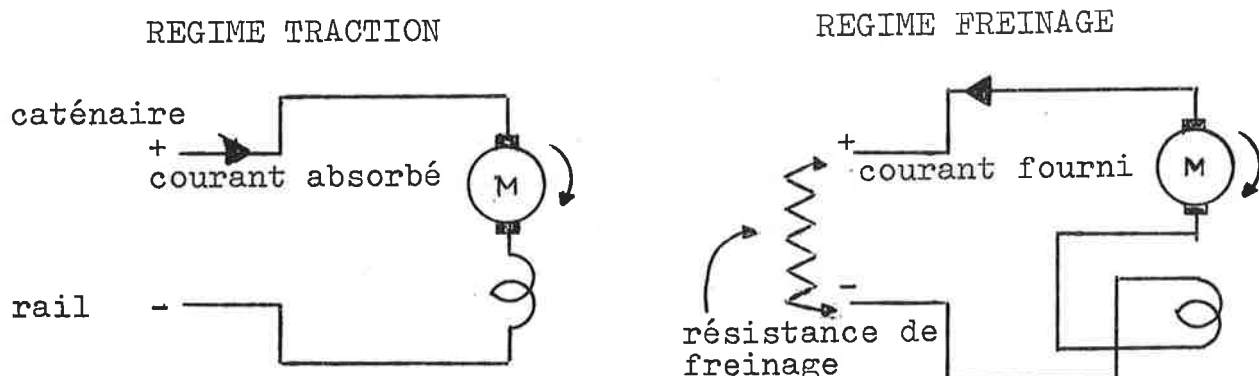 REGIME TRACTION
caténaire
+
courant absorbé
M
rail -
REGIME FREINAGE
+
courant fourni
M
-
résistance de
freinage